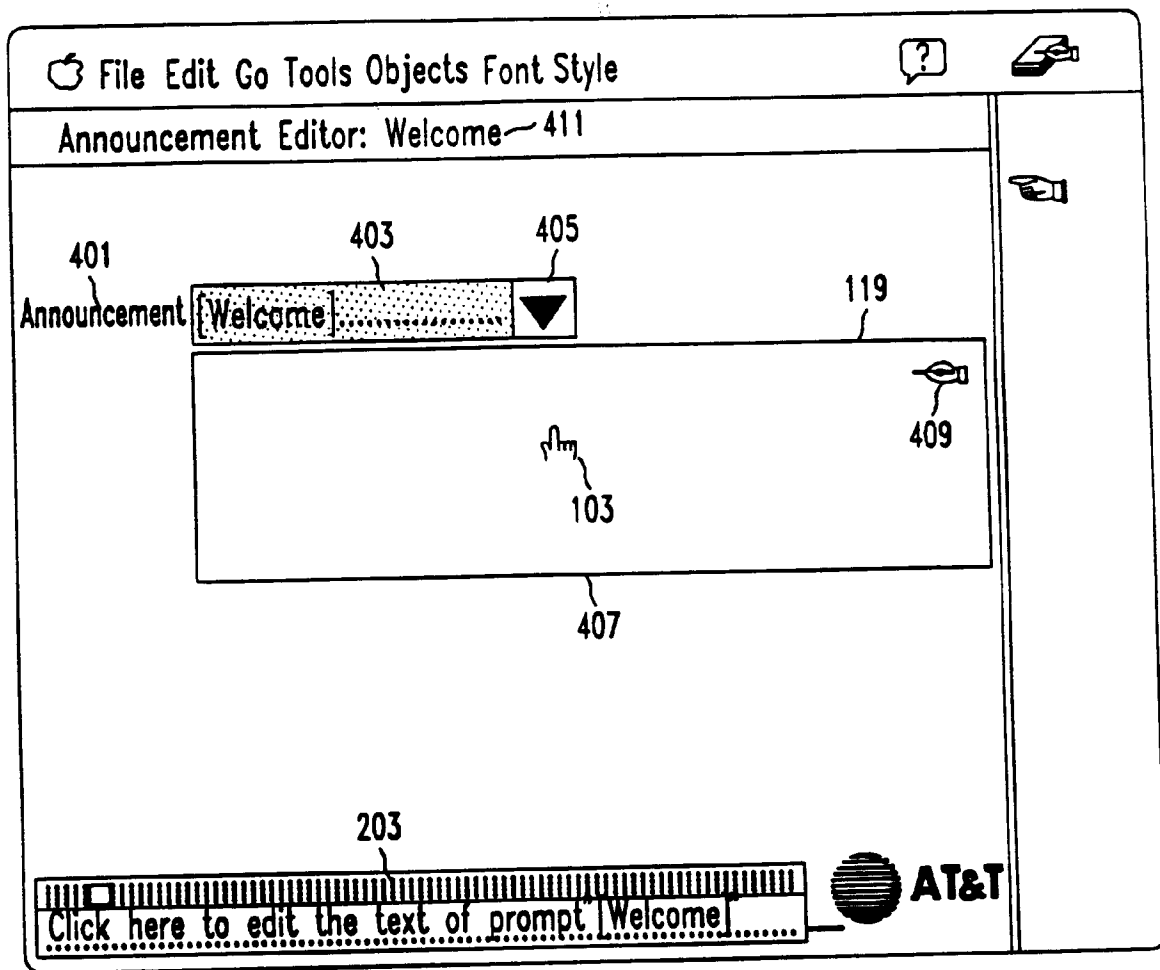 File Edit Go Tools Objects Font Style ?
Announcement Editor: Welcome 411
401 403 405
Announcement [Welcome]
119
409
103
407
203
Click here to edit the text of prompt "[Welcome]"
AT&T